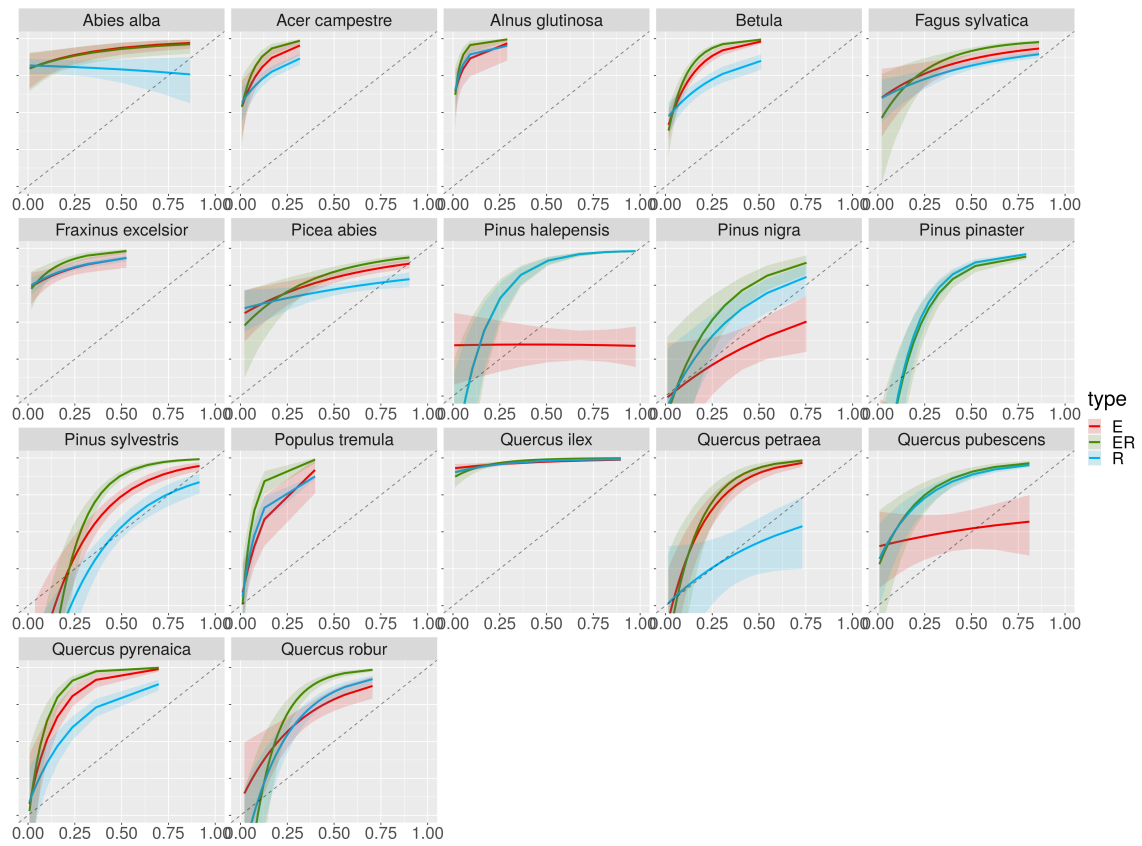 Abies alba Acer campestre Alnus glutinosa Betula Fagus sylvatica
0.00 0.25 0.50 0.75 1.00 0.00 0.25 0.50 0.75 1.00 0.00 0.25 0.50 0.75 1.00 0.00 0.25 0.50 0.75 1.00 0.00 0.25 0.50 0.75 1.00
Fraxinus excelsior Picea abies Pinus halepensis Pinus nigra Pinus pinaster
0.00 0.25 0.50 0.75 1.00 0.00 0.25 0.50 0.75 1.00 0.00 0.25 0.50 0.75 1.00 0.00 0.25 0.50 0.75 1.00 0.00 0.25 0.50 0.75 1.00
type
E
ER
R
Pinus sylvestris Populus tremula Quercus ilex Quercus petraea Quercus pubescens
0.00 0.25 0.50 0.75 1.00 0.00 0.25 0.50 0.75 1.00 0.00 0.25 0.50 0.75 1.00 0.00 0.25 0.50 0.75 1.00 0.00 0.25 0.50 0.75 1.00
Quercus pyrenaica Quercus robur
0.00 0.25 0.50 0.75 1.00 0.00 0.25 0.50 0.75 1.00